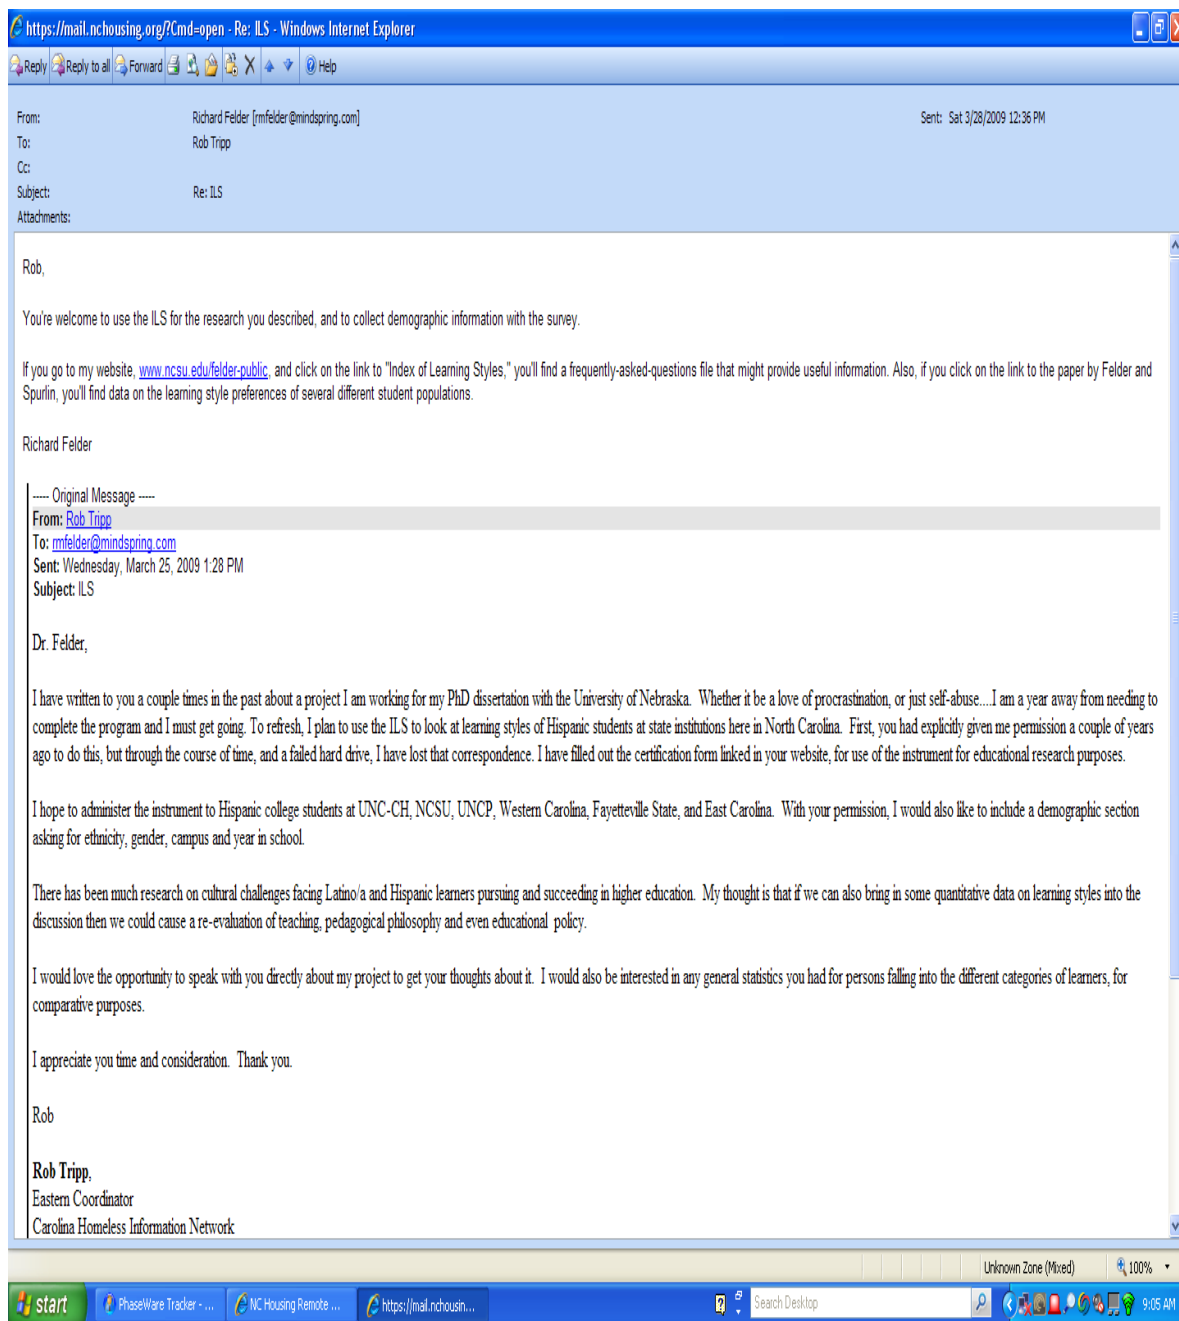 https://mail.nchousing.org/?Cmd=open - Re: ILS - Windows Internet Explorer
Reply Reply to all Forward Help
From: Richard Felder [rmfelder@mindspring.com] Sent: Sat 3/28/2009 12:36 PM
To: Rob Tripp
Cc:
Subject: Re: ILS
Attachments:
Rob,
You're welcome to use the ILS for the research you described, and to collect demographic information with the survey.
If you go to my website, www.ncsu.edu/felder-public, and click on the link to "Index of Learning Styles," you'll find a frequently-asked-questions file that might provide useful information. Also, if you click on the link to the paper by Felder and
Spurlin, you'll find data on the learning style preferences of several different student populations.
Richard Felder
----- Original Message -----
From: Rob Tripp
To: rmfelder@mindspring.com
Sent: Wednesday, March 25, 2009 1:28 PM
Subject: ILS
Dr. Felder,
I have written to you a couple times in the past about a project I am working for my PhD dissertation with the University of Nebraska. Whether it be a love of procrastination, or just self-abuse....I am a year away from needing to
complete the program and I must get going. To refresh, I plan to use the ILS to look at learning styles of Hispanic students at state institutions here in North Carolina. First, you had explicitly given me permission a couple of years
ago to do this, but through the course of time, and a failed hard drive, I have lost that correspondence. I have filled out the certification form linked in your website, for use of the instrument for educational research purposes.
I hope to administer the instrument to Hispanic college students at UNC-CH, NCSU, UNCP, Western Carolina, Fayetteville State, and East Carolina. With your permission, I would also like to include a demographic section
asking for ethnicity, gender, campus and year in school.
There has been much research on cultural challenges facing Latino/a and Hispanic learners pursuing and succeeding in higher education. My thought is that if we can also bring in some quantitative data on learning styles into the
discussion then we could cause a re-evaluation of teaching, pedagogical philosophy and even educational policy.
I would love the opportunity to speak with you directly about my project to get your thoughts about it. I would also be interested in any general statistics you had for persons falling into the different categories of learners, for
comparative purposes.
I appreciate you time and consideration. Thank you.
Rob
Rob Tripp,
Eastern Coordinator
Carolina Homeless Information Network
Unknown Zone (Mixed) 100%
start PhaseWare Tracker - ... NC Housing Remote ... https://mail.nchousin... Search Desktop 9:05 AM